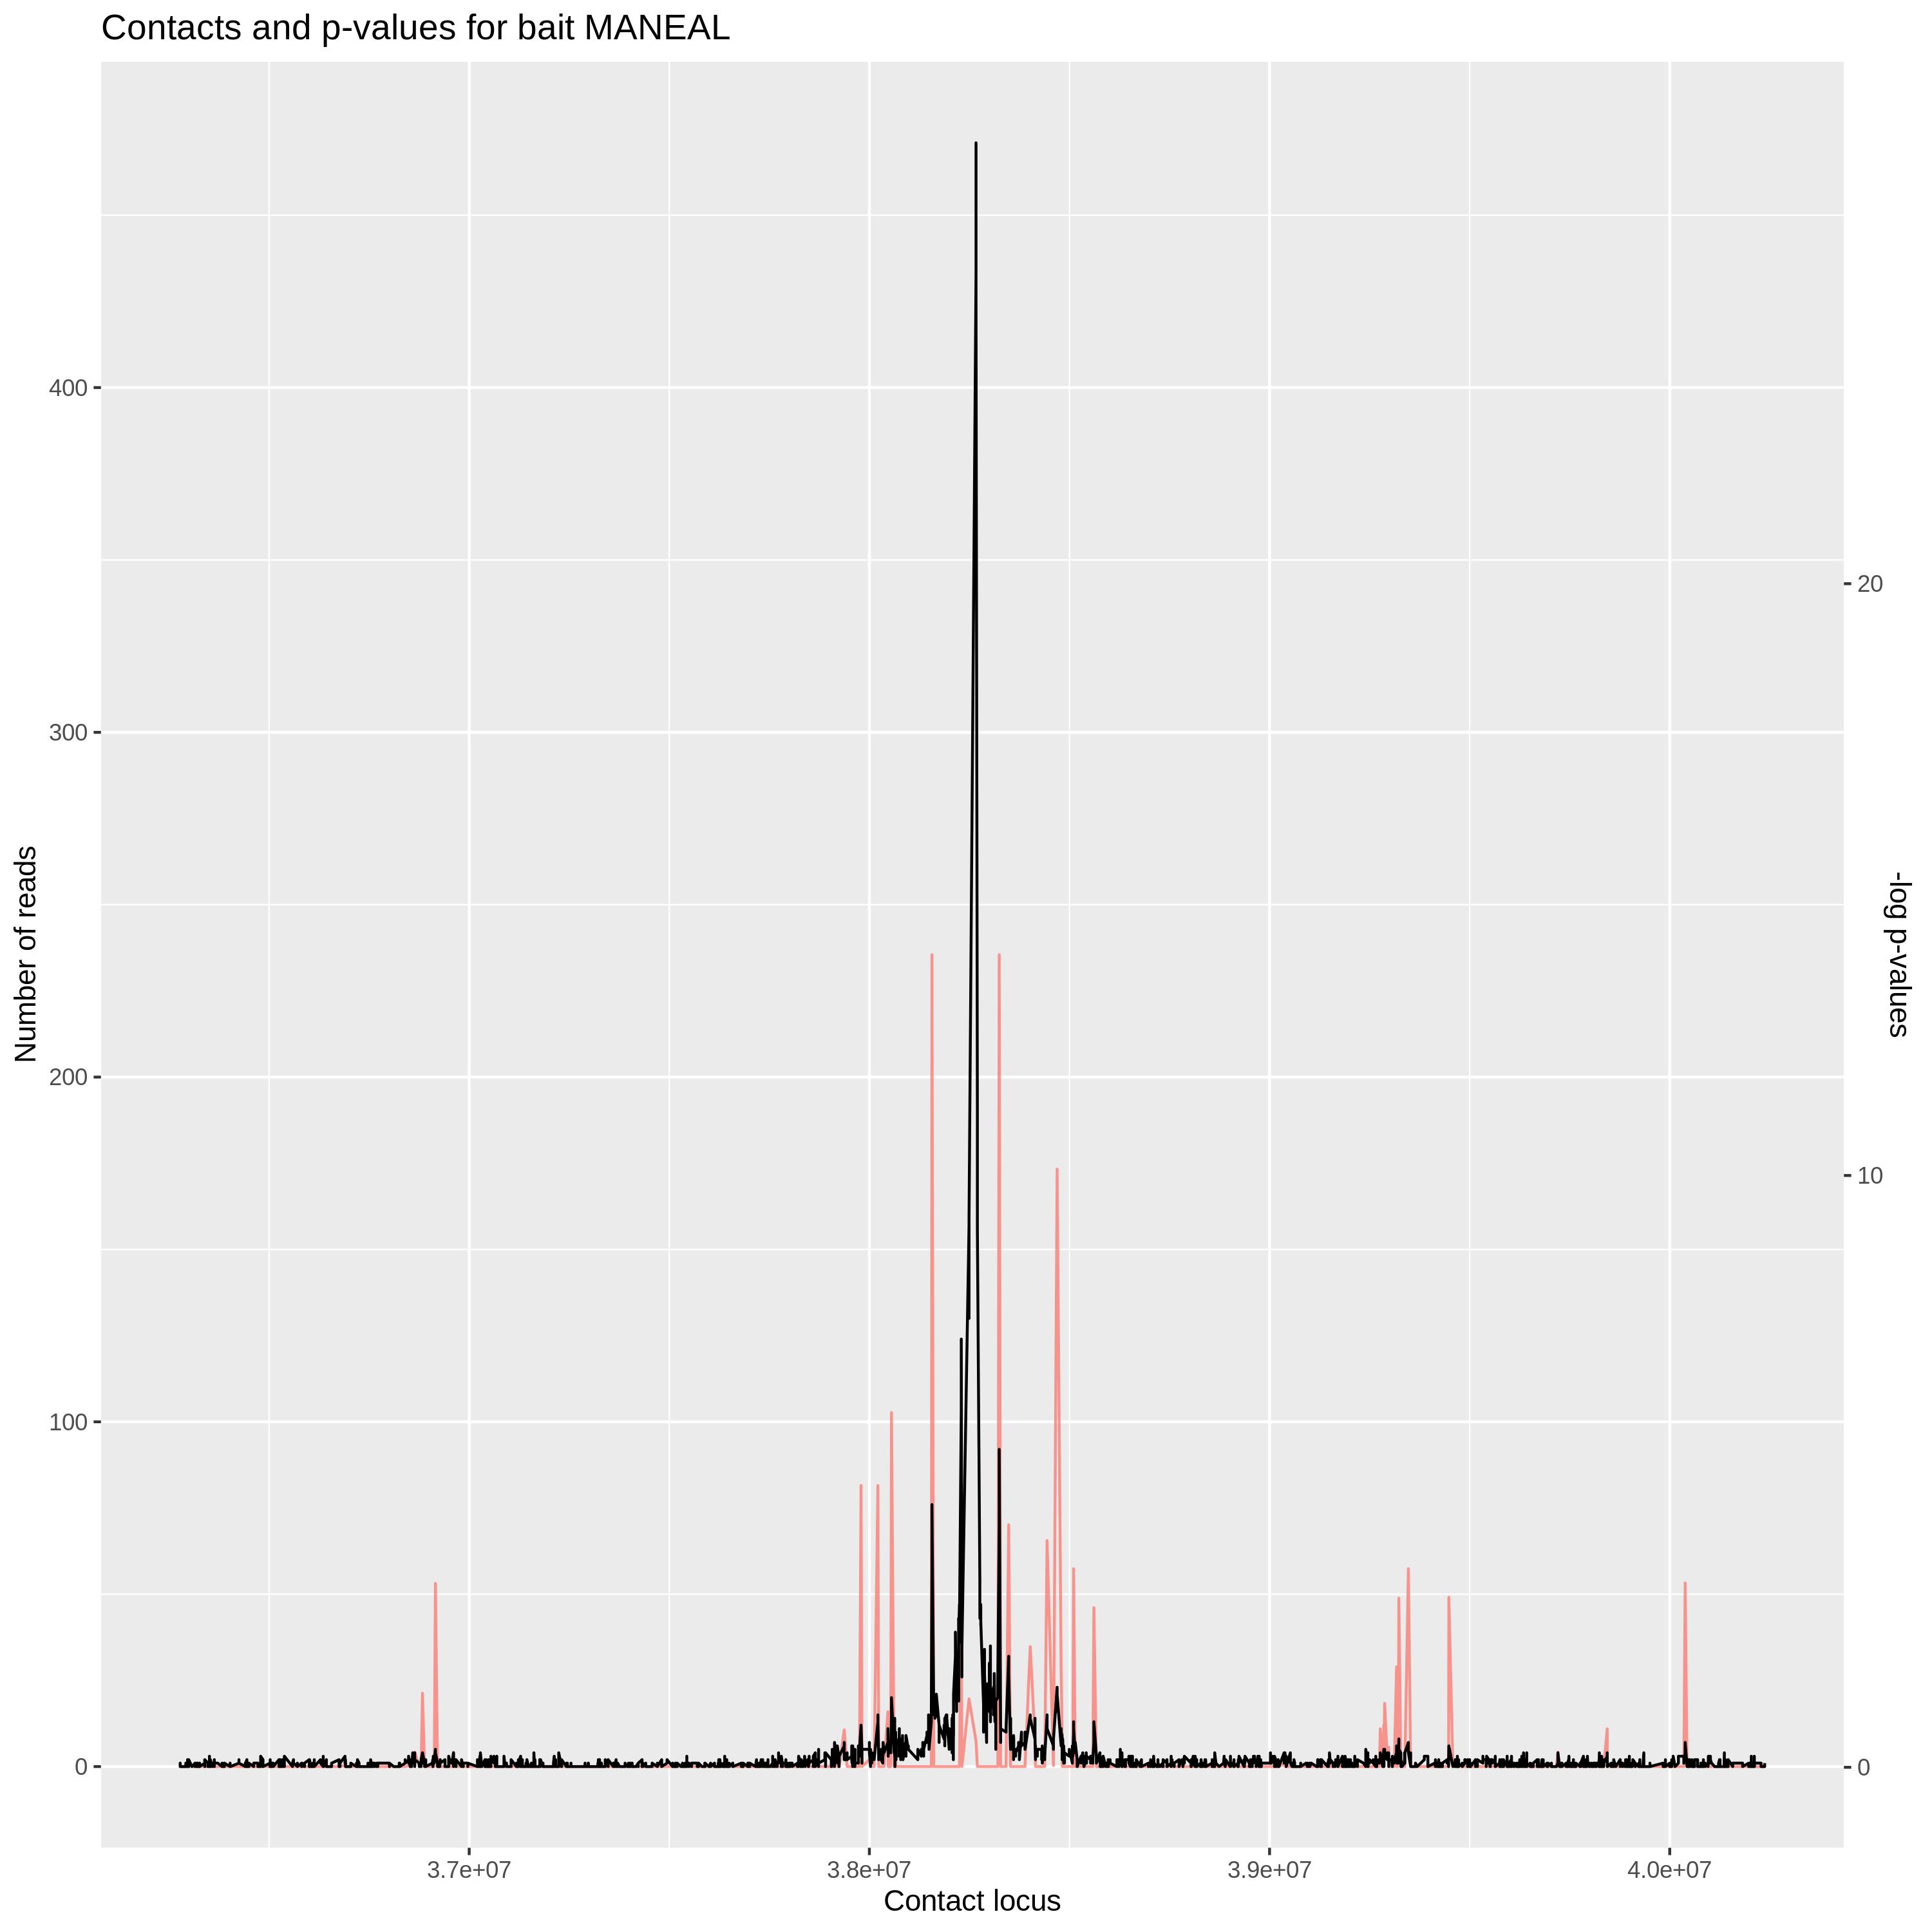 Contacts and p-values for bait MANEAL
Number of reads
400
300
200
100
0
20
10
0
-log p-values
3.7e+07
3.8e+07
3.9e+07
4.0e+07
Contact locus